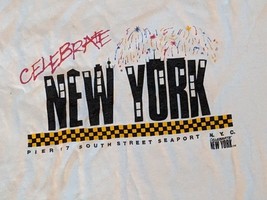 CELEBRATE
NEW YORK
PIER 17 SOUTH STREET SEAPORT N.Y.C.
CELEBRATE
NEW YORK